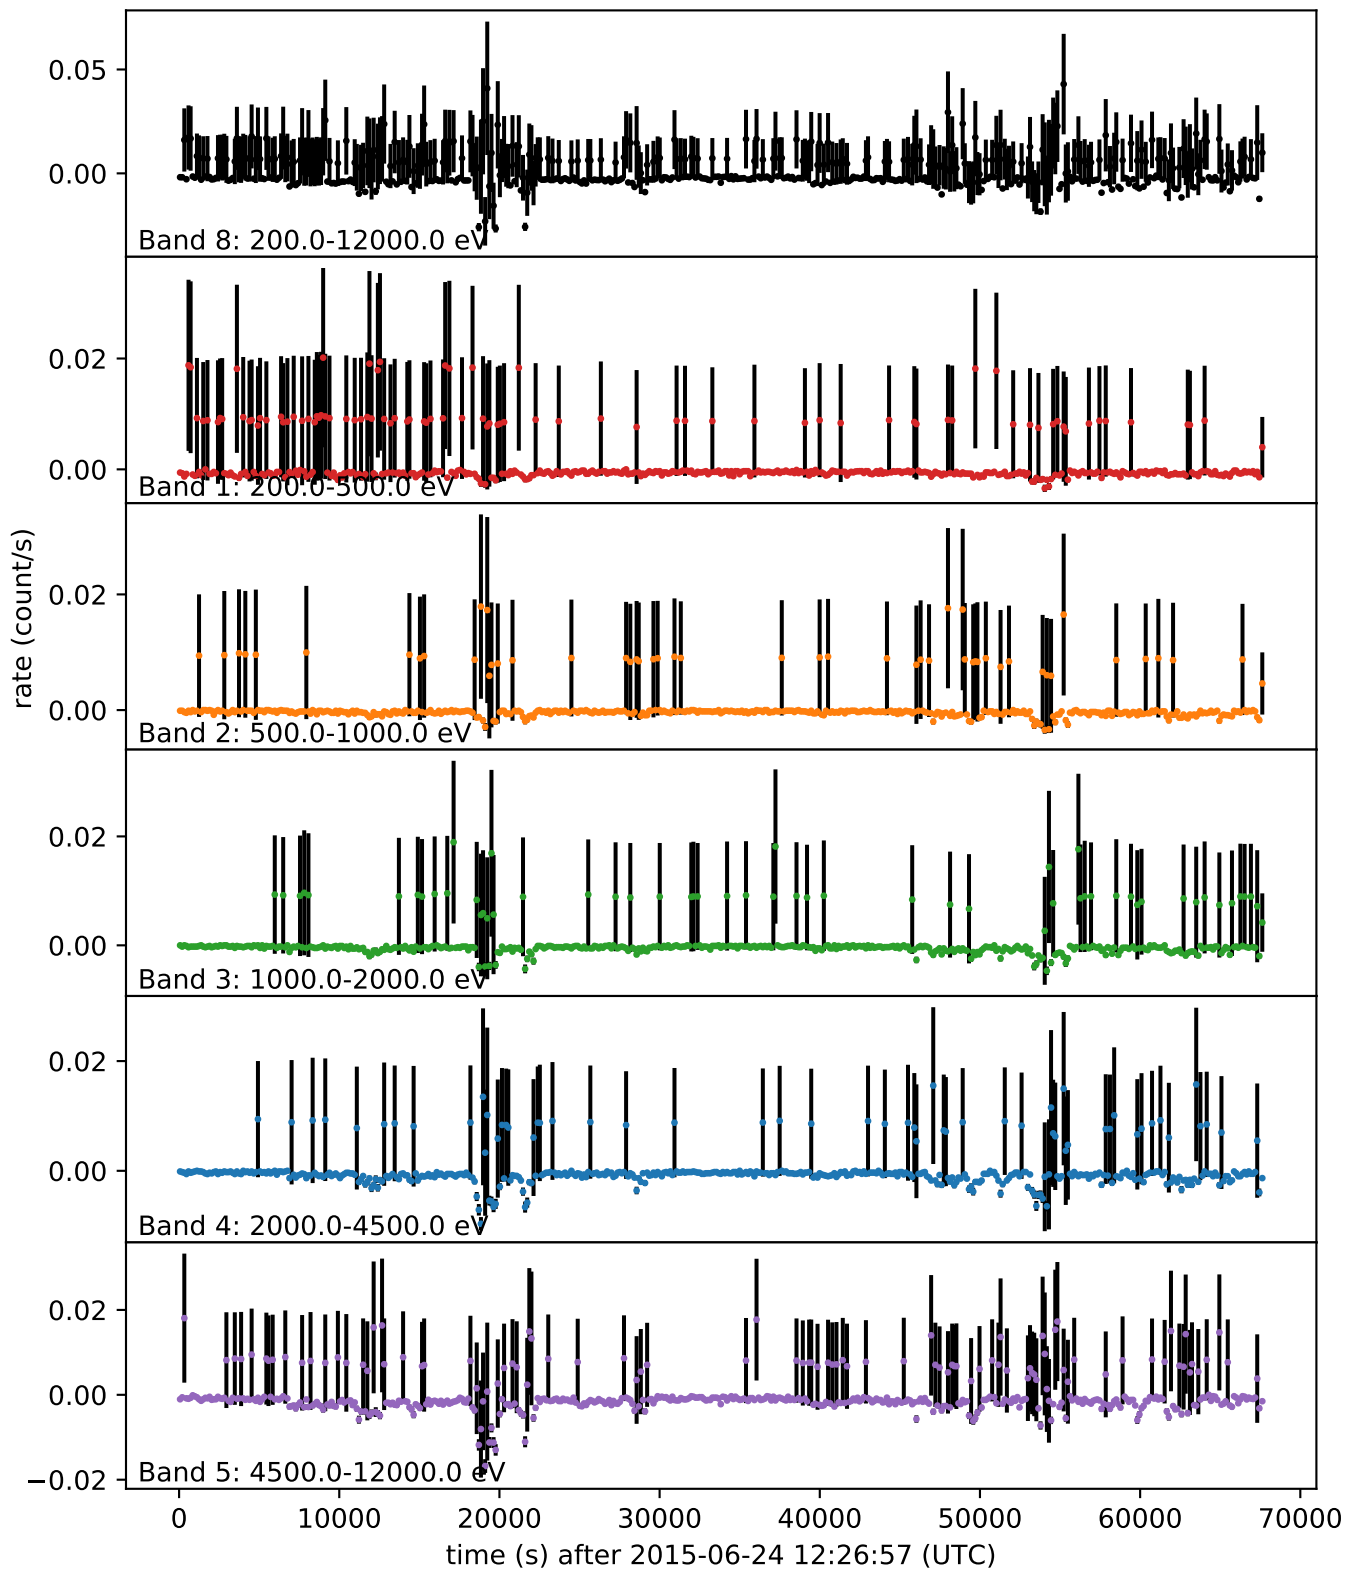 0.05
0.00
Band 8: 200.0-12000.0 eV
0.02
0.00
Band 1: 200.0-500.0 eV
0.02
0.00
Band 2: 500.0-1000.0 eV
rate (count/s)
0.02
0.00
Band 3: 1000.0-2000.0 eV
0.02
0.00
Band 4: 2000.0-4500.0 eV
0.02
0.00
−0.02
Band 5: 4500.0-12000.0 eV
0 10000 20000 30000 40000 50000 60000 70000
time (s) after 2015-06-24 12:26:57 (UTC)